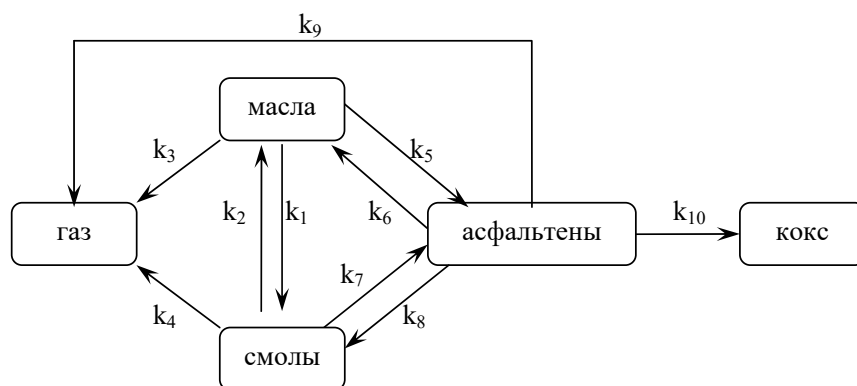 k₉
масла
k₃
k₅
k₂
k₁
k₆
газ
асфальтены
k₁₀
кокс
k₇
k₄
k₈
смолы